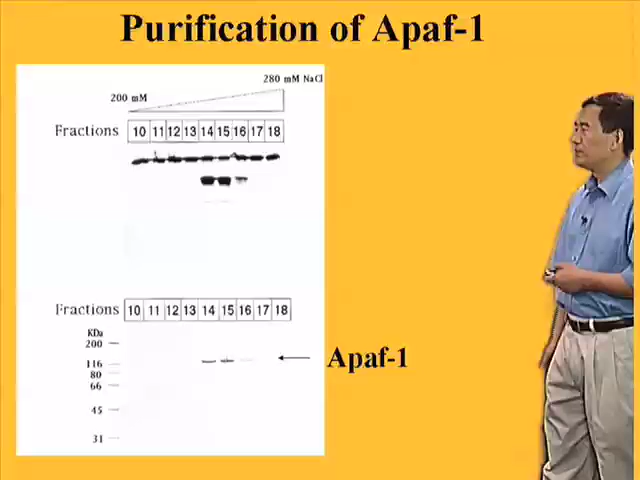 Purification of Apaf-1
280 mM NaCl
200 mM
Fractions 10 11 12 13 14 15 16 17 18
Fractions 10 11 12 13 14 15 16 17 18
KDa
200
116
80
66
45
31
Apaf-1